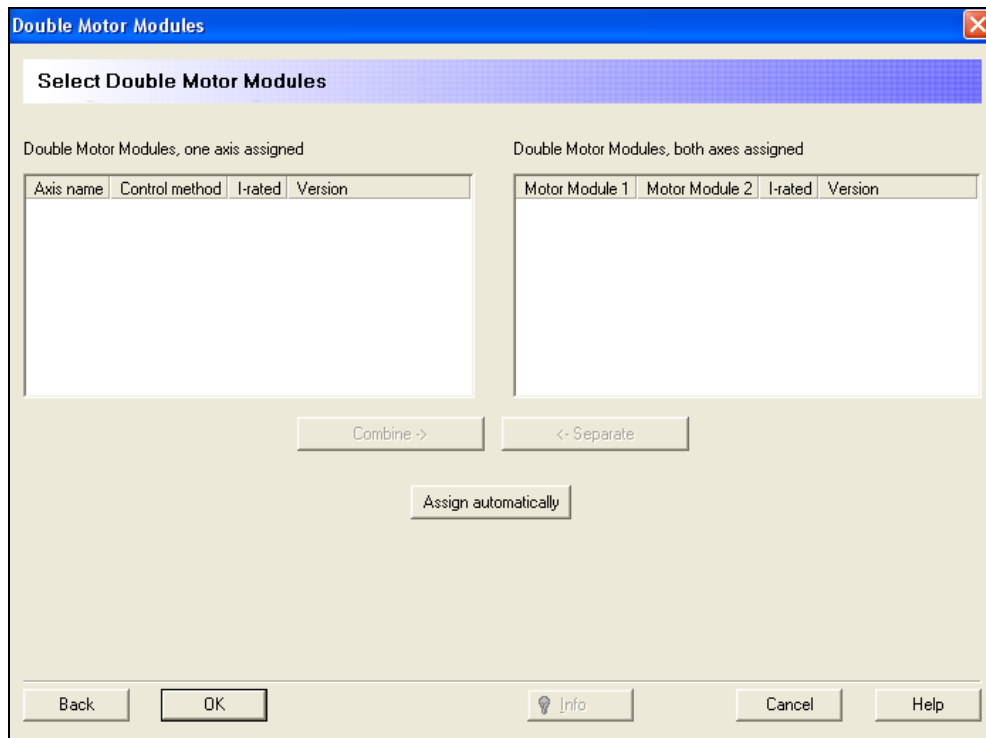 Double Motor Modules
Select Double Motor Modules
Double Motor Modules, one axis assigned
Double Motor Modules, both axes assigned
Axis name Control method I-rated Version
Motor Module 1 Motor Module 2 I-rated Version
Combine -> <- Separate
Assign automatically
Back OK Info Cancel Help